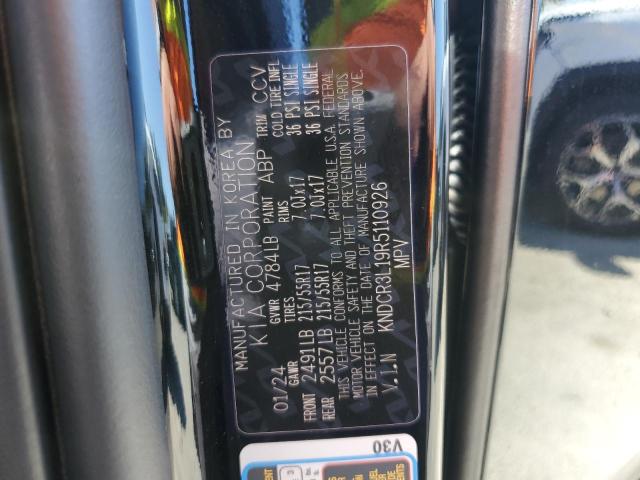 MANUFACTURED IN KOREA BY
KIA CORPORATION
01/24 GVWR 4784LB PAINT ABP TRIM CCV
GAWR TIRES RIMS COLD TIRE INFL
FRONT 2491LB 215/55R17 7.0JX17 36 PSI SINGLE
REAR 2557LB 215/55R17 7.0JX17 36 PSI SINGLE
THIS VEHICLE CONFORMS TO ALL APPLICABLE U.S.A. FEDERAL
MOTOR VEHICLE SAFETY AND THEFT PREVENTION STANDARDS
IN EFFECT ON THE DATE OF MANUFACTURE SHOWN ABOVE.
V.I.N KNDCR3L19R5110926
MPV
V30